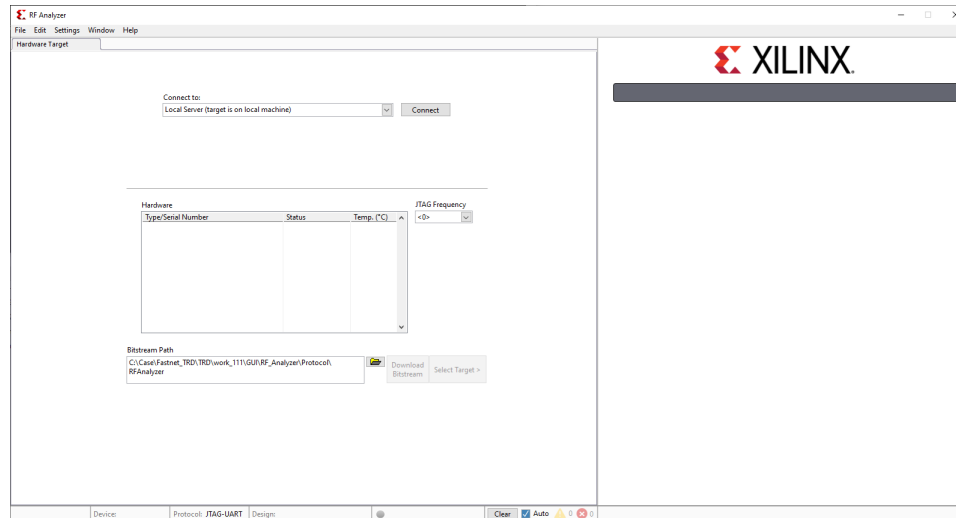 RF Analyzer
File Edit Settings Window Help
Hardware Target
XILINX.
Connect to:
Local Server (target is on local machine) Connect
Hardware JTAG Frequency
Type/Serial Number Status Temp. (°C) <0>
Bitstream Path
C:\Case\Fastnet_TRD\TRD\work_111\GUI\RF_Analyzer\Protocol\
RFAnalyzer
Download
Bitstream
Select Target >
Device: Protocol: JTAG-UART Design: Clear Auto 0 0